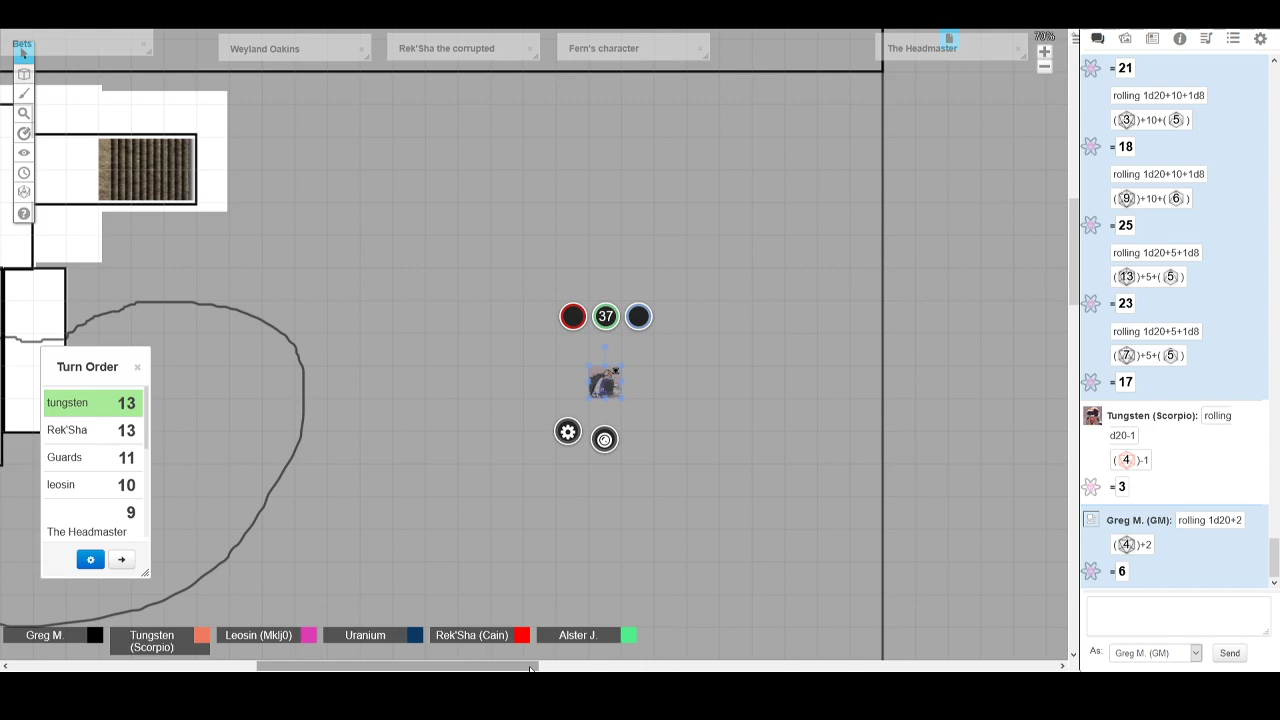 Bets
Weyland Oakins
Rek'Sha the corrupted
Fern's character
The Headmaster
70%
37
Turn Order
tungsten 13
Rek'Sha 13
Guards 11
leosin 10
9
The Headmaster
Greg M.
Tungsten
(Scorpio)
Leosin (Mklj0)
Uranium
Rek'Sha (Cain)
Alster J.
= 21
rolling 1d20+10+1d8
(3)+10+(5)
= 18
rolling 1d20+10+1d8
(9)+10+(6)
= 25
rolling 1d20+5+1d8
(13)+5+(5)
= 23
rolling 1d20+5+1d8
(7)+5+(5)
= 17
Tungsten (Scorpio): rolling
d20-1
(4)-1
= 3
Greg M. (GM): rolling 1d20+2
(4)+2
= 6
As: Greg M. (GM) Send